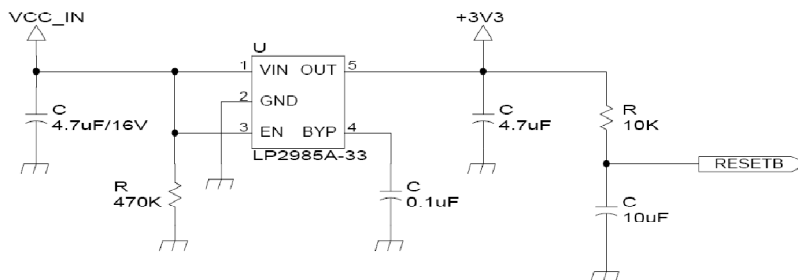 VCC_IN
+3V3
U
1 VIN OUT 5
2 GND
3 EN BYP 4
LP2985A-33
C
4.7uF/16V
C
4.7uF
R
10K
RESETB
R
470K
C
0.1uF
C
10uF